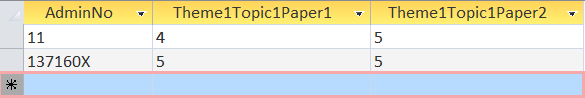 AdminNo Theme1Topic1Paper1 Theme1Topic1Paper2
11 4 5
137160X 5 5